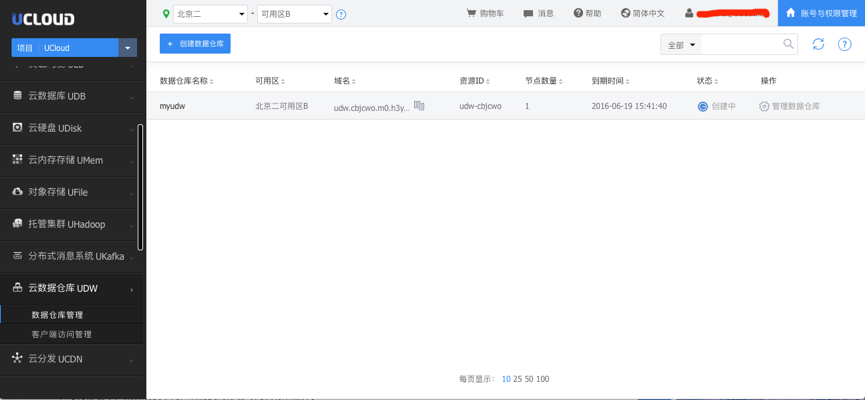 UCLOUD
北京二 - 可用区B
购物车 消息 帮助 简体中文 账号与权限管理
项目 UCloud
+ 创建数据仓库
全部
云数据库 UDB
云硬盘 UDisk
云内存存储 UMem
对象存储 UFile
托管集群 UHadoop
分布式消息系统 UKafka
云数据仓库 UDW
数据仓库管理
客户端访问管理
云分发 UCDN
数据仓库名称 可用区 域名 资源ID 节点数量 到期时间 状态 操作
myudw 北京二可用区B udw.cbjcwo.m0.h3y... udw-cbjcwo 1 2016-06-19 15:41:40 创建中 管理数据仓库
每页显示: 10 25 50 100